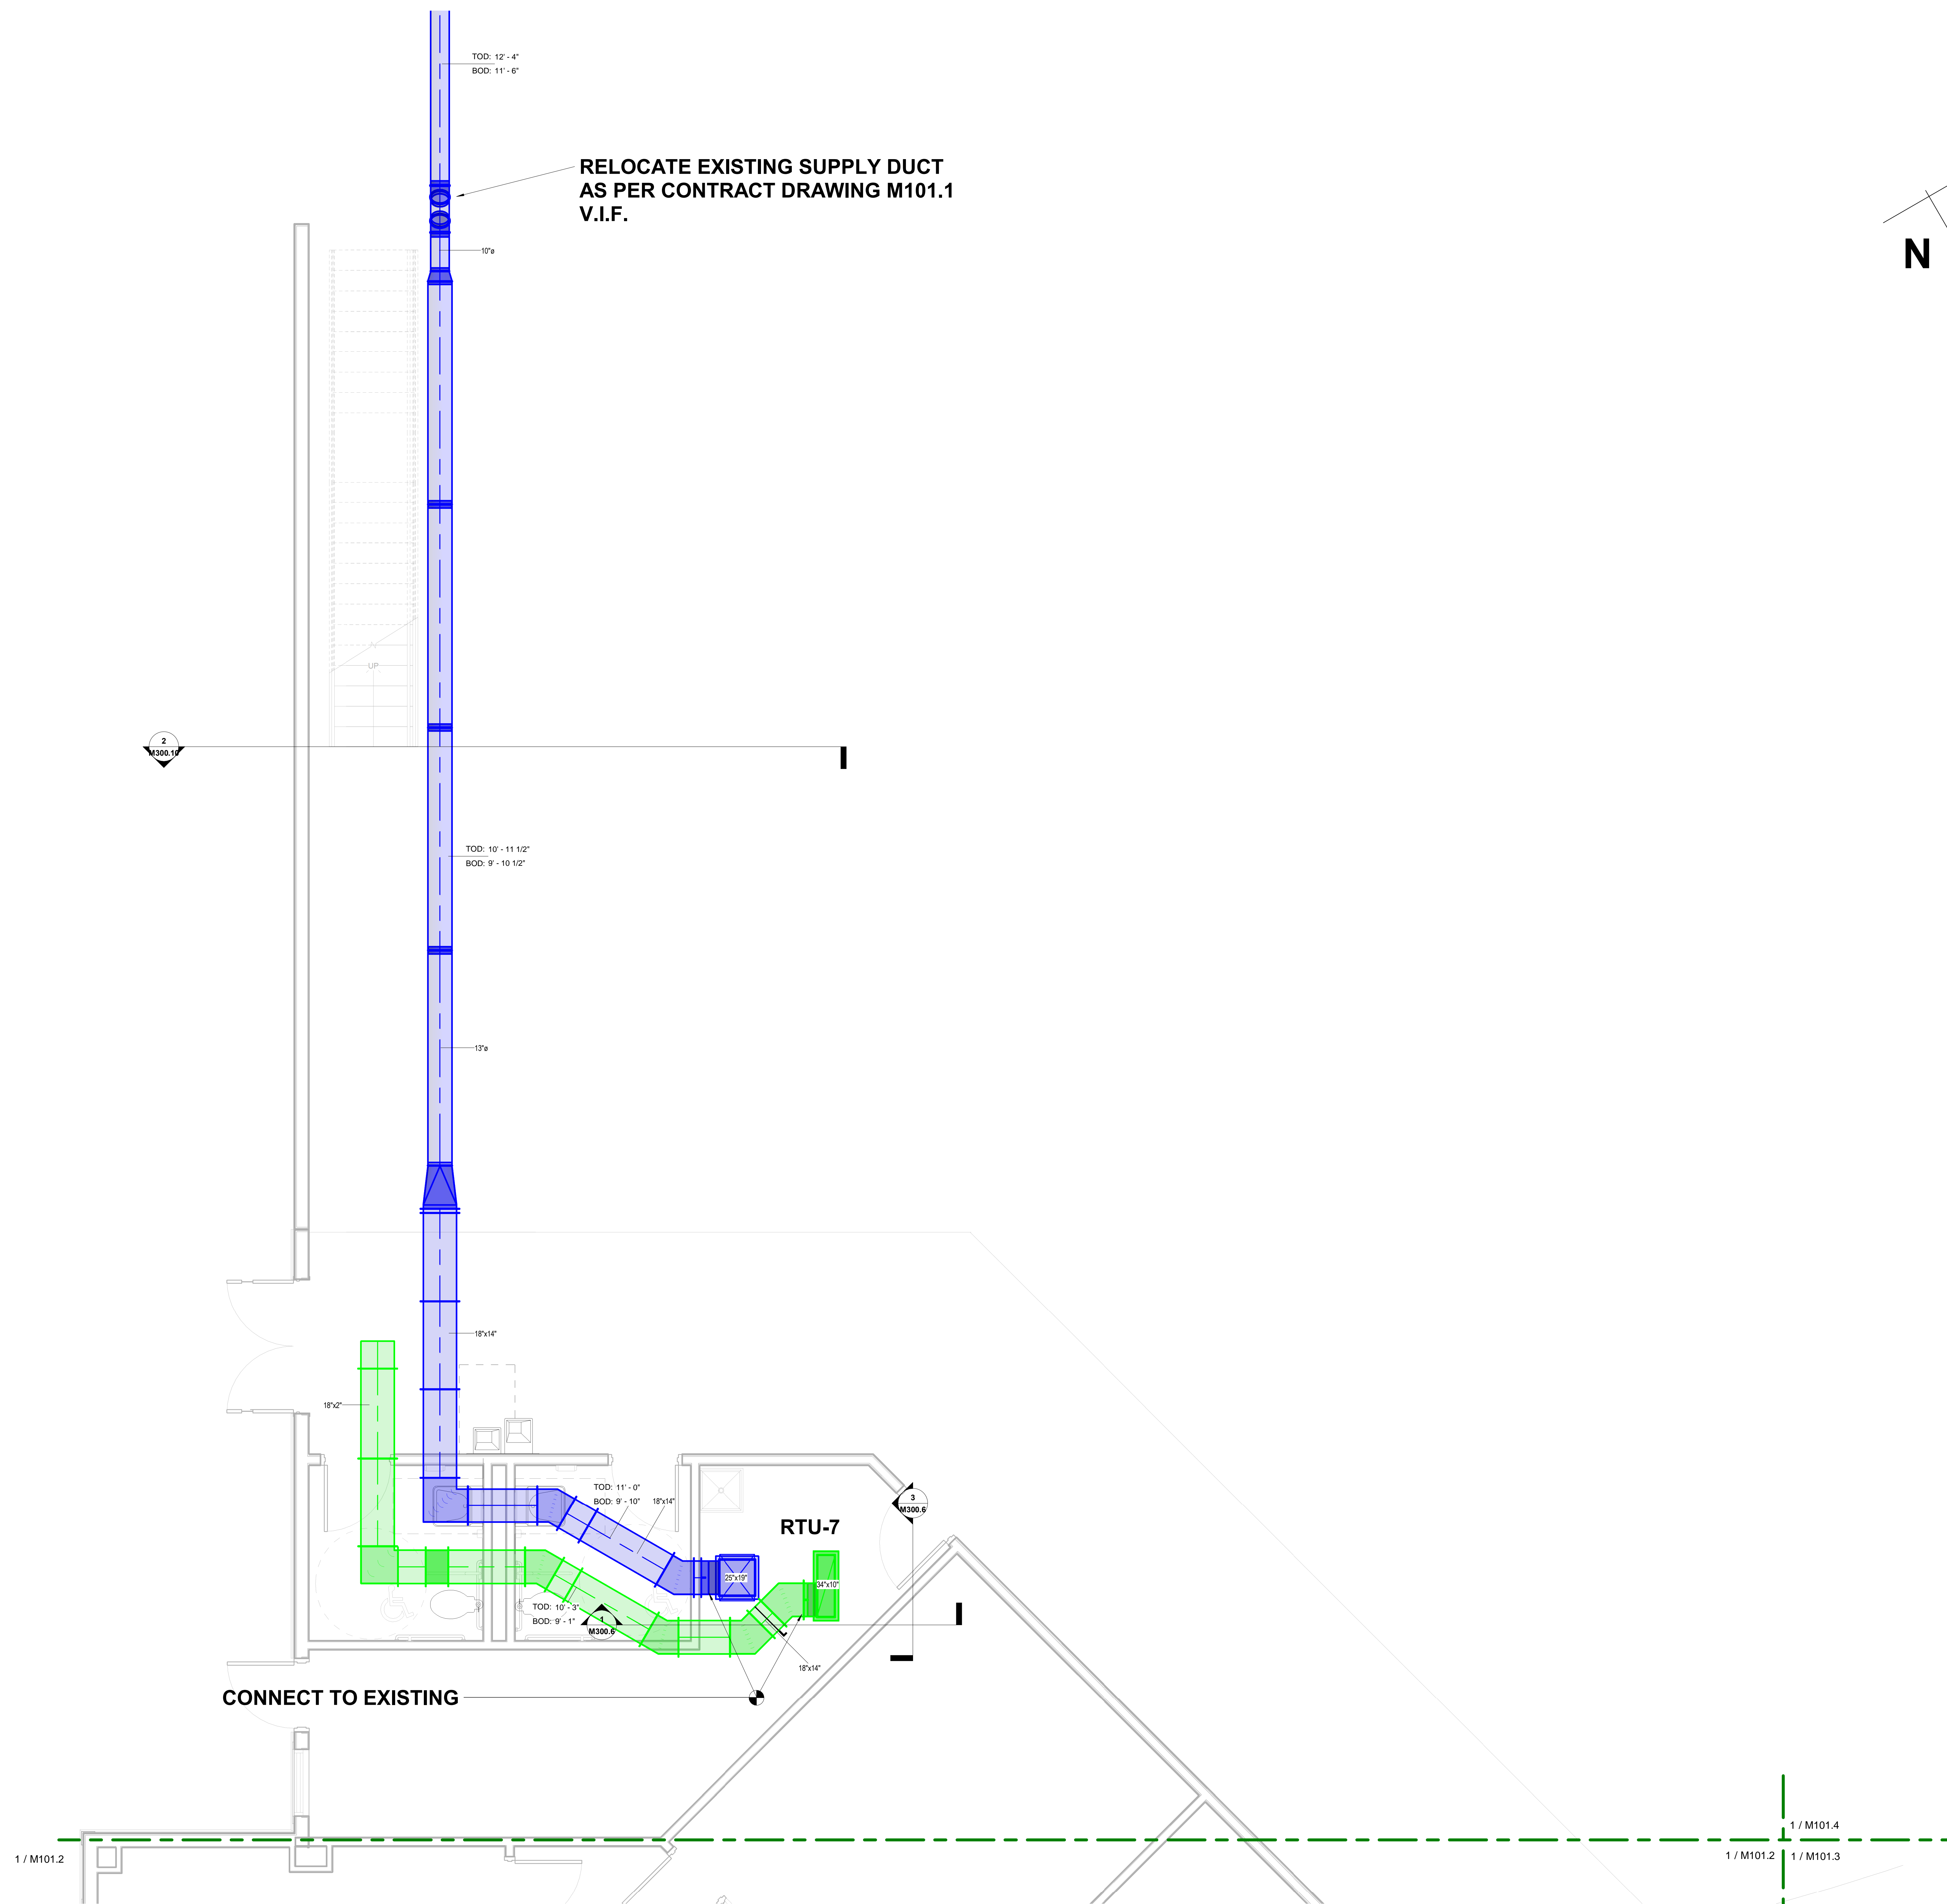 TOD: 12' - 4"
BOD: 11' - 6"
RELOCATE EXISTING SUPPLY DUCT
AS PER CONTRACT DRAWING M101.1
V.I.F.
N
10"ø
UP
2
M300.10
TOD: 10' - 11 1/2"
BOD: 9' - 10 1/2"
13"ø
18"x14"
18"x2"
TOD: 11' - 0"
BOD: 9' - 10"
18"x14"
3
M300.6
RTU-7
25"x19"
34"x10"
TOD: 10' - 3"
BOD: 9' - 1"
1
M300.6
18"x14"
CONNECT TO EXISTING
1 / M101.4
1 / M101.2
1 / M101.2
1 / M101.3